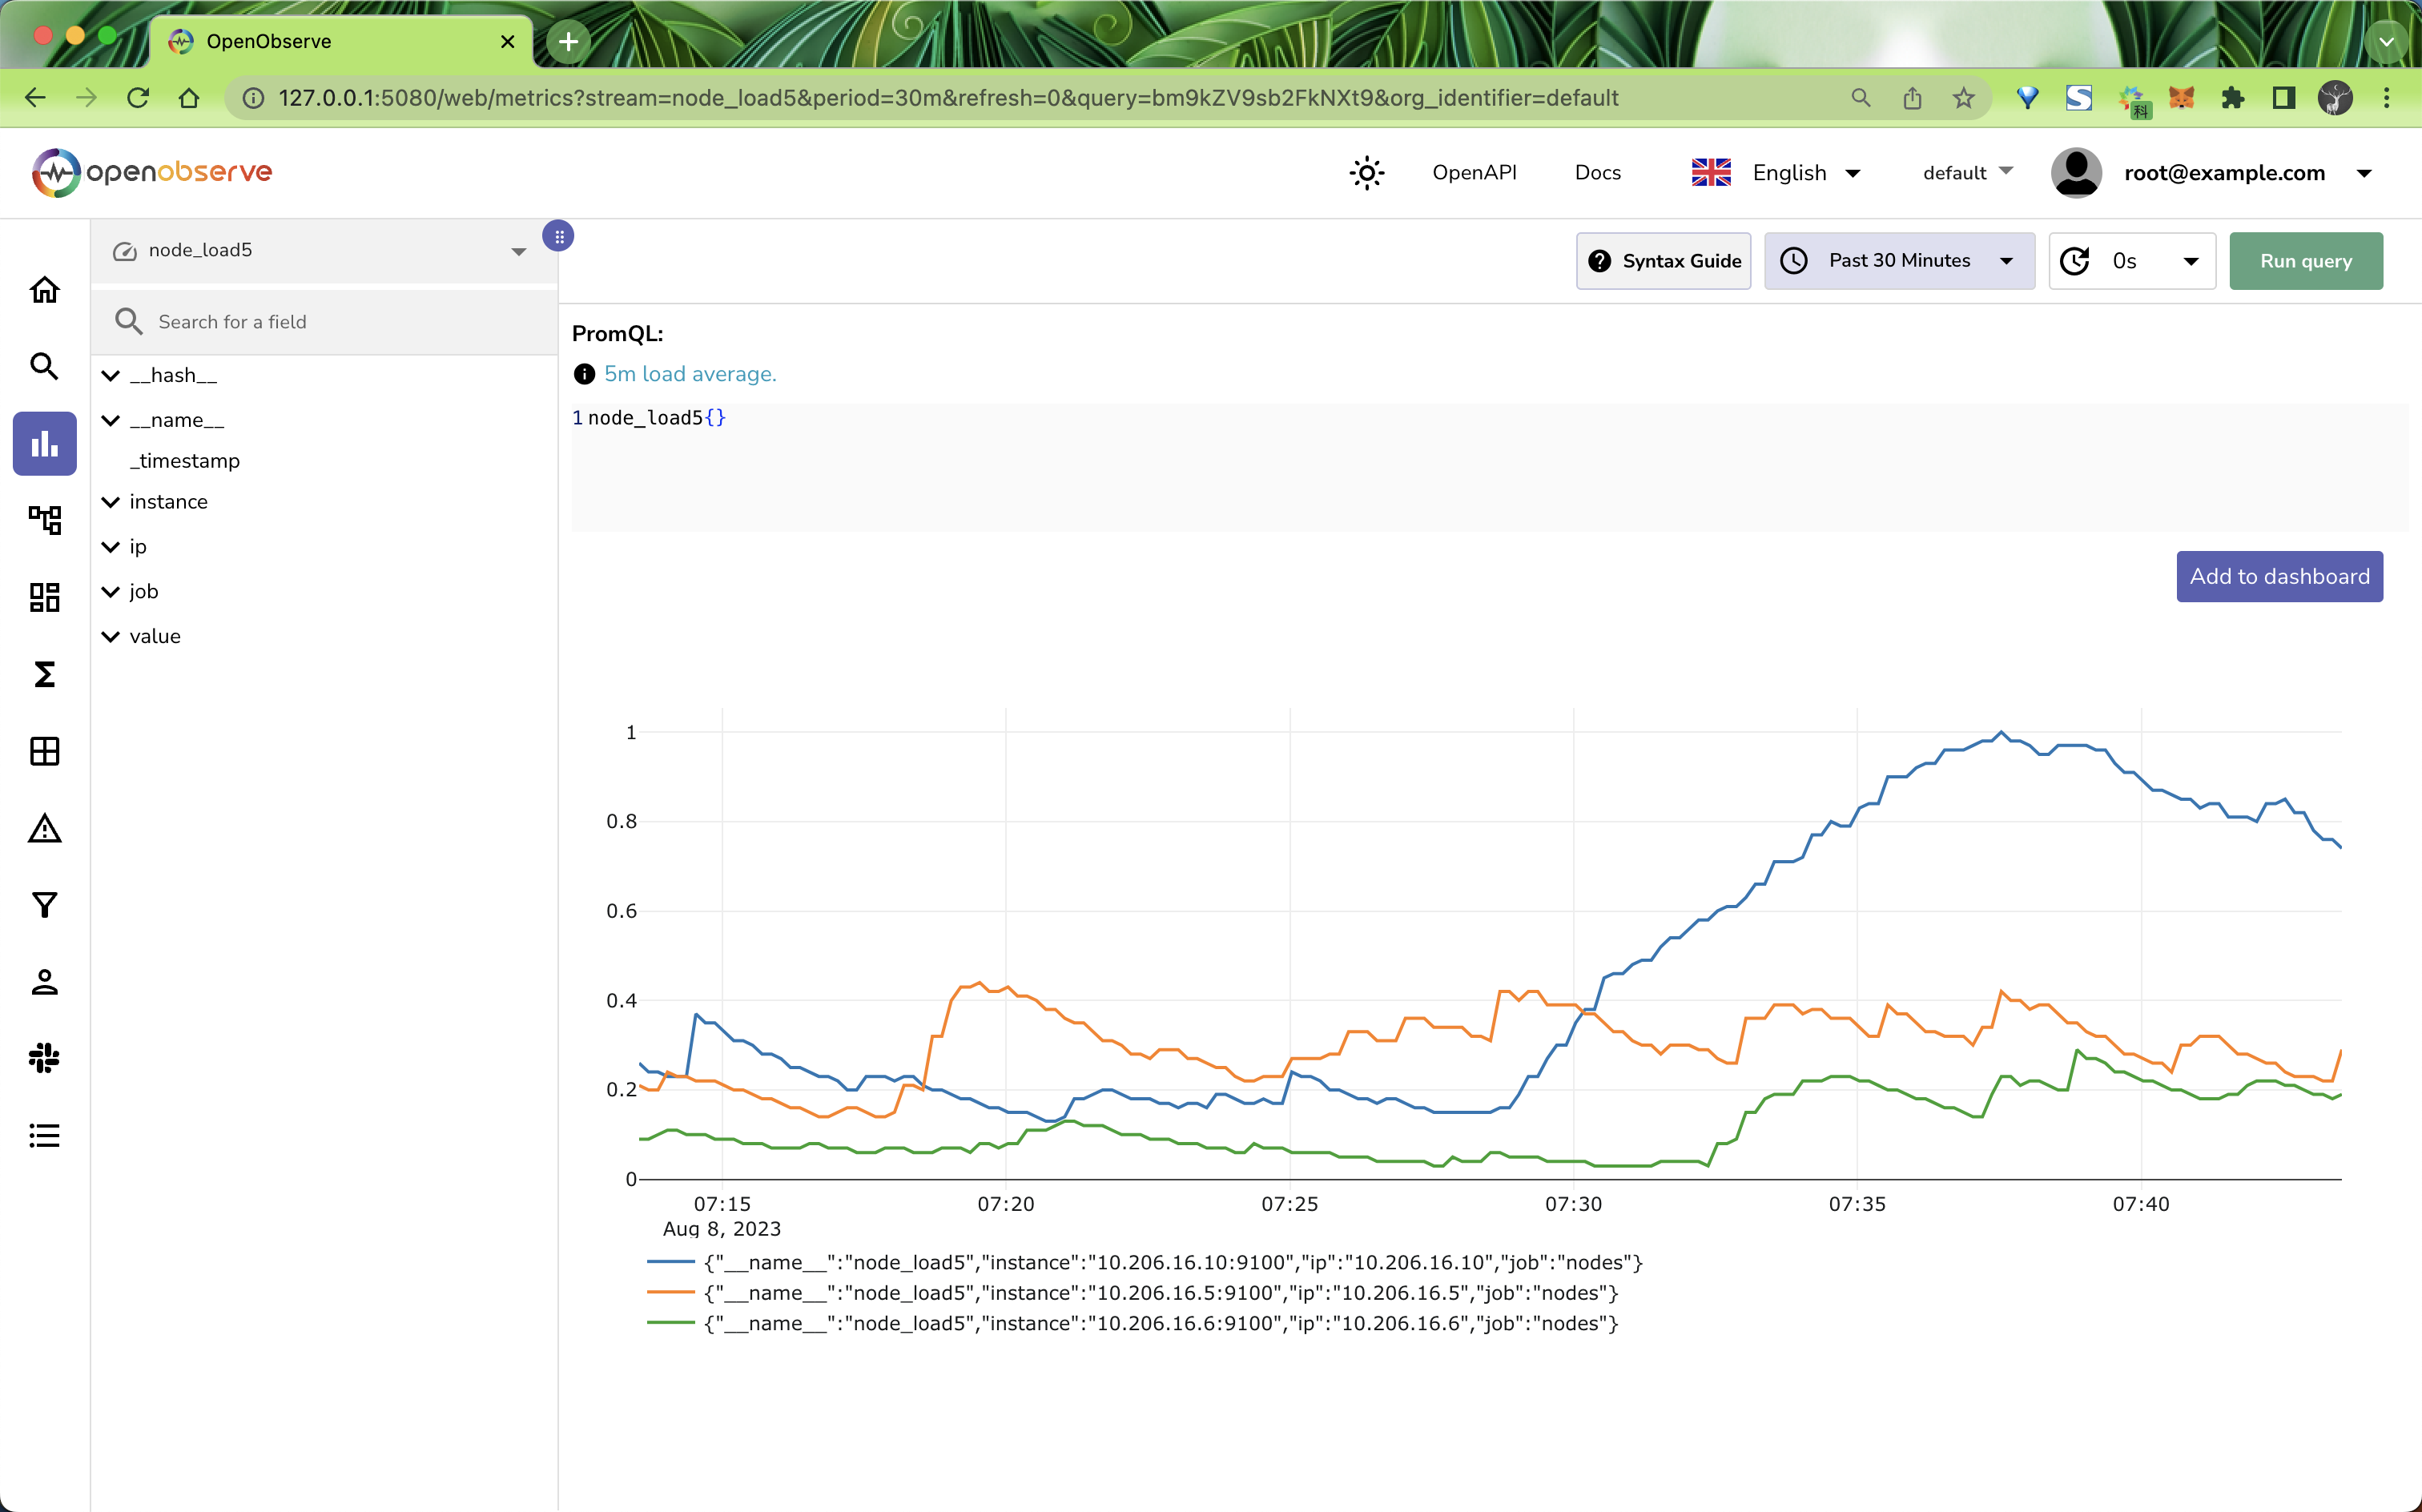 OpenObserve
127.0.0.1:5080/web/metrics?stream=node_load5&period=30m&refresh=0&query=bm9kZV9sb2FkNXt9&org_identifier=default
科
openobserve
OpenAPI
Docs
English
default
root@example.com
node_load5
Syntax Guide
Past 30 Minutes
0s
Run query
Search for a field
__hash__
__name__
_timestamp
instance
ip
job
value
PromQL:
5m load average.
1 node_load5{}
Add to dashboard
1
0.8
0.6
0.4
0.2
0
07:15 07:20 07:25 07:30 07:35 07:40
Aug 8, 2023
{"__name__":"node_load5","instance":"10.206.16.10:9100","ip":"10.206.16.10","job":"nodes"}
{"__name__":"node_load5","instance":"10.206.16.5:9100","ip":"10.206.16.5","job":"nodes"}
{"__name__":"node_load5","instance":"10.206.16.6:9100","ip":"10.206.16.6","job":"nodes"}